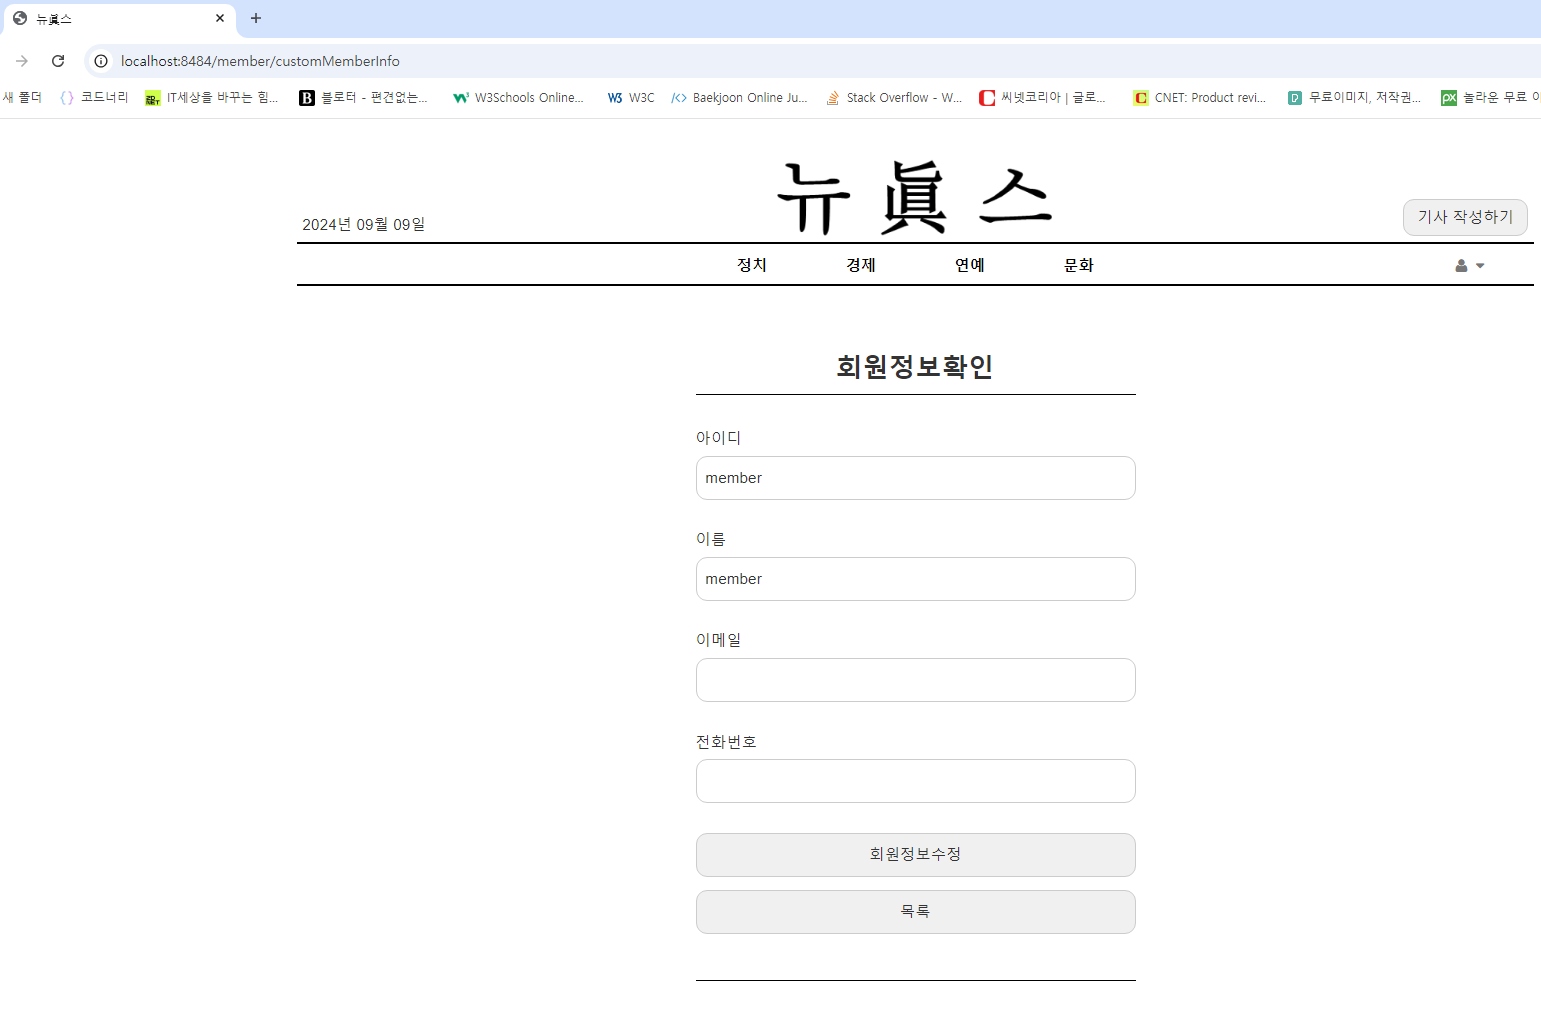 뉴眞스
localhost:8484/member/customMemberInfo
새 폴더 코드너리 IT세상을 바꾸는 힘... 블로터 - 편견없는... W3Schools Online... W3C Baekjoon Online Ju... Stack Overflow - W... 씨넷코리아 | 글로... CNET: Product revi... 무료이미지, 저작권... 놀라운 무료
뉴眞스
2024년 09월 09일
기사 작성하기
정치 경제 연예 문화
회원정보확인
아이디
member
이름
member
이메일
전화번호
회원정보수정
목록